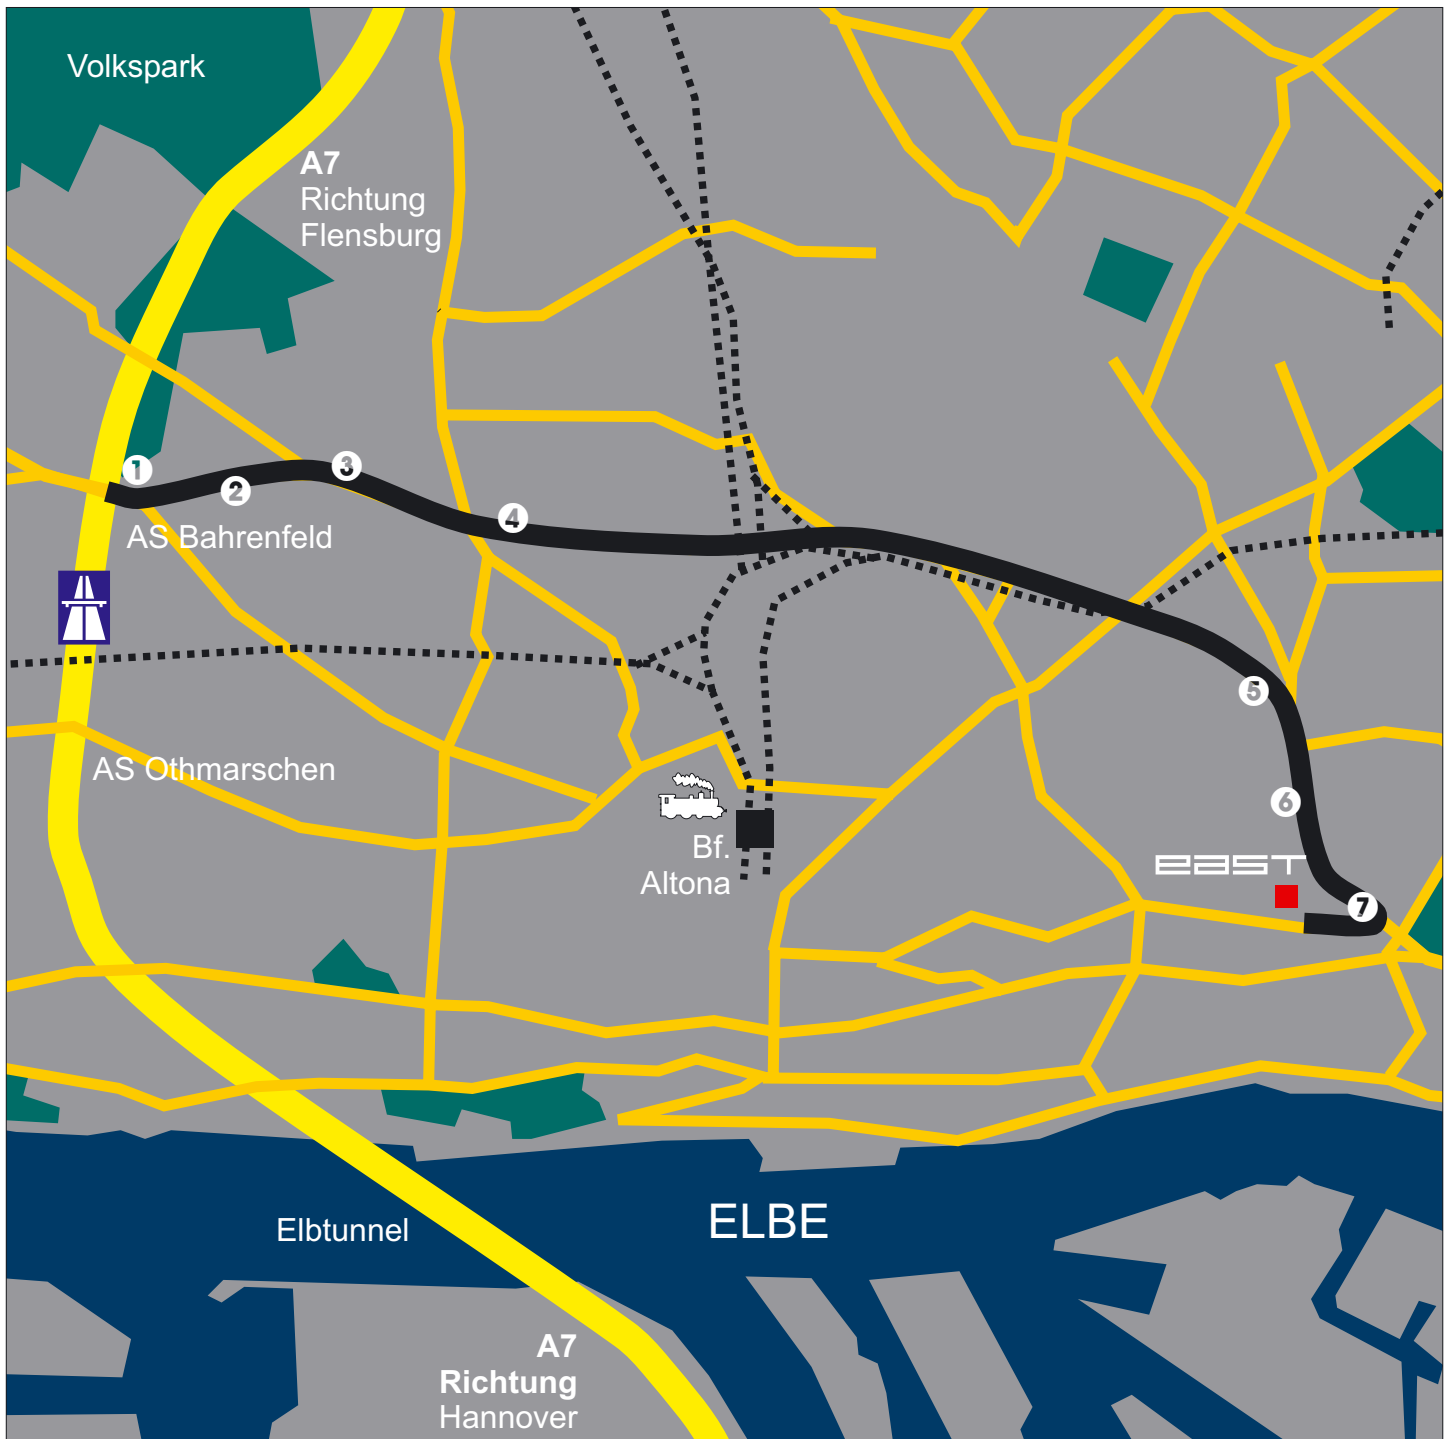 Volkspark
A7
Richtung
Flensburg
1
2
3
4
AS Bahrenfeld
5
AS Othmarschen
6
Bf.
Altona
east
7
Elbtunnel
ELBE
A7
Richtung
Hannover